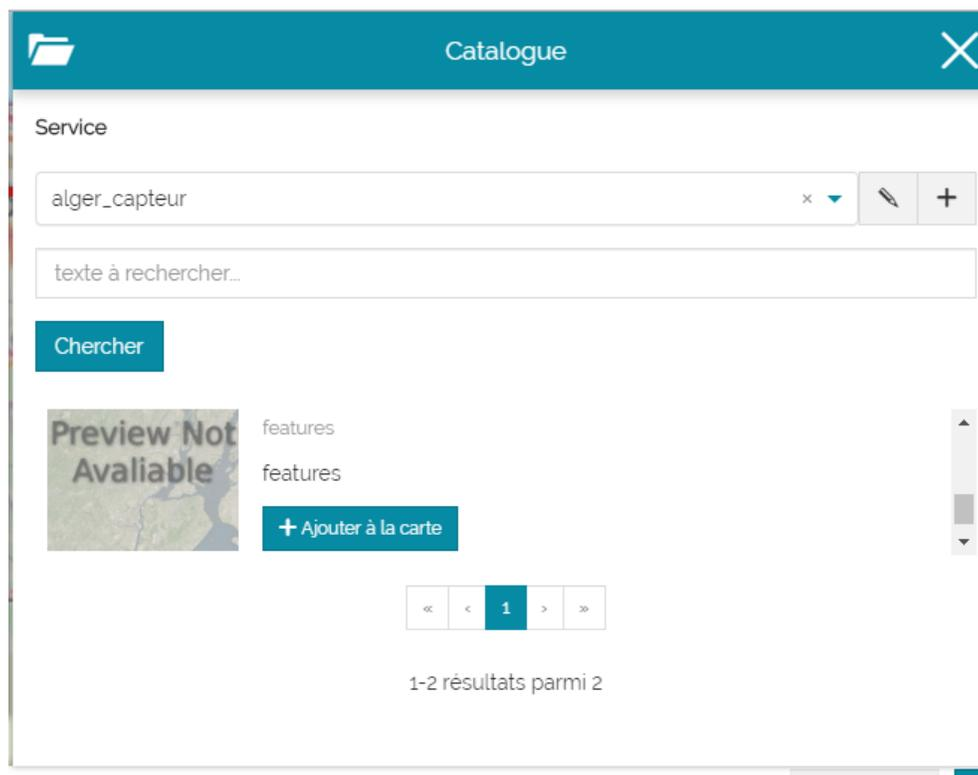 Catalogue
Service
alger_capteur
texte à rechercher...
Chercher
Preview Not
Avaliable
features
features
+ Ajouter à la carte
« ‹ 1 › »
1-2 résultats parmi 2